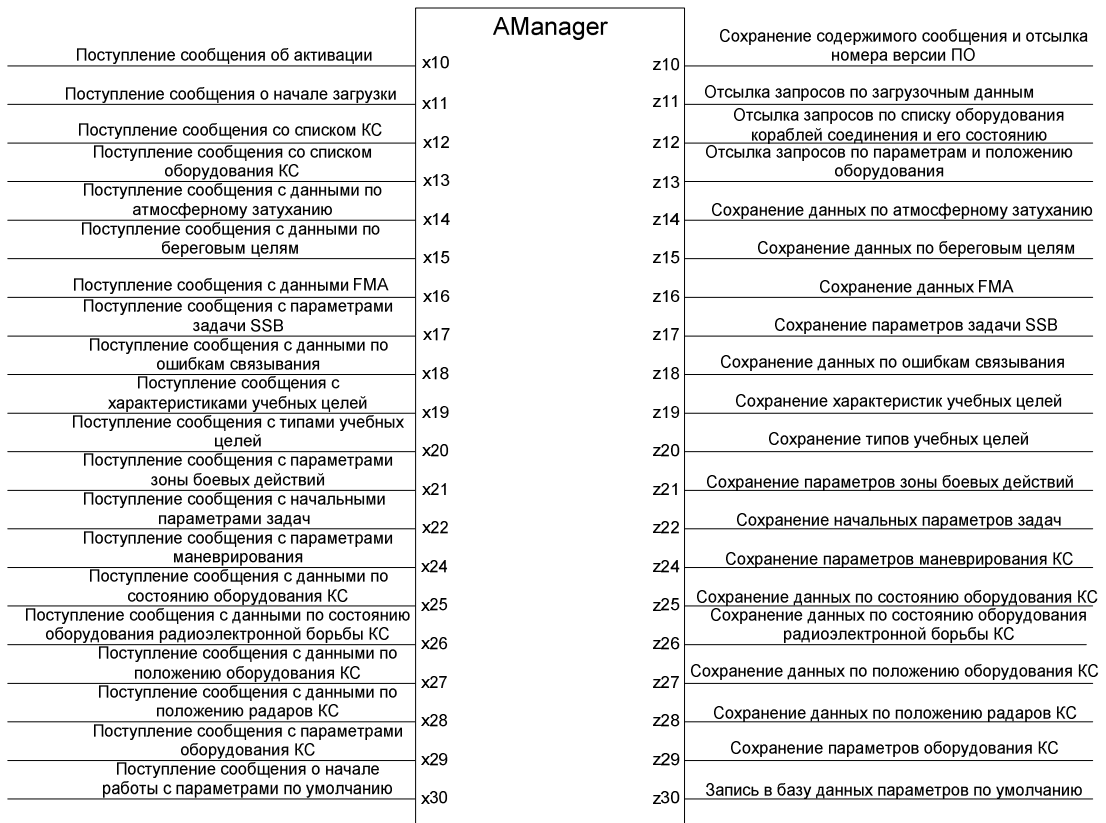 AManager
Поступление сообщения об активации
x10
Поступление сообщения о начале загрузки
x11
Поступление сообщения со списком КС
x12
Поступление сообщения со списком
оборудования КС
x13
Поступление сообщения с данными по
атмосферному затуханию
x14
Поступление сообщения с данными по
береговым целям
x15
Поступление сообщения с данными FMA
x16
Поступление сообщения с параметрами
задачи SSB
x17
Поступление сообщения с данными по
ошибкам связывания
x18
Поступление сообщения с
характеристиками учебных целей
x19
Поступление сообщения с типами учебных
целей
x20
Поступление сообщения с параметрами
зоны боевых действий
x21
Поступление сообщения с начальными
параметрами задач
x22
Поступление сообщения с параметрами
маневрирования
x24
Поступление сообщения с данными по
состоянию оборудования КС
x25
Поступление сообщения с данными по состоянию
оборудования радиоэлектронной борьбы КС
x26
Поступление сообщения с данными по
положению оборудования КС
x27
Поступление сообщения с данными по
положению радаров КС
x28
Поступление сообщения с параметрами
оборудования КС
x29
Поступление сообщения о начале
работы с параметрами по умолчанию
x30
Сохранение содержимого сообщения и отсылка
номера версии ПО
z10
Отсылка запросов по загрузочным данным
z11
Отсылка запросов по списку оборудования
кораблей соединения и его состоянию
z12
Отсылка запросов по параметрам и положению
оборудования
z13
Сохранение данных по атмосферному затуханию
z14
Сохранение данных по береговым целям
z15
Сохранение данных FMA
z16
Сохранение параметров задачи SSB
z17
Сохранение данных по ошибкам связывания
z18
Сохранение характеристик учебных целей
z19
Сохранение типов учебных целей
z20
Сохранение параметров зоны боевых действий
z21
Сохранение начальных параметров задач
z22
Сохранение параметров маневрирования КС
z24
Сохранение данных по состоянию оборудования КС
z25
Сохранение данных по состоянию оборудования
радиоэлектронной борьбы КС
z26
Сохранение данных по положению оборудования КС
z27
Сохранение данных по положению радаров КС
z28
Сохранение параметров оборудования КС
z29
Запись в базу данных параметров по умолчанию
z30